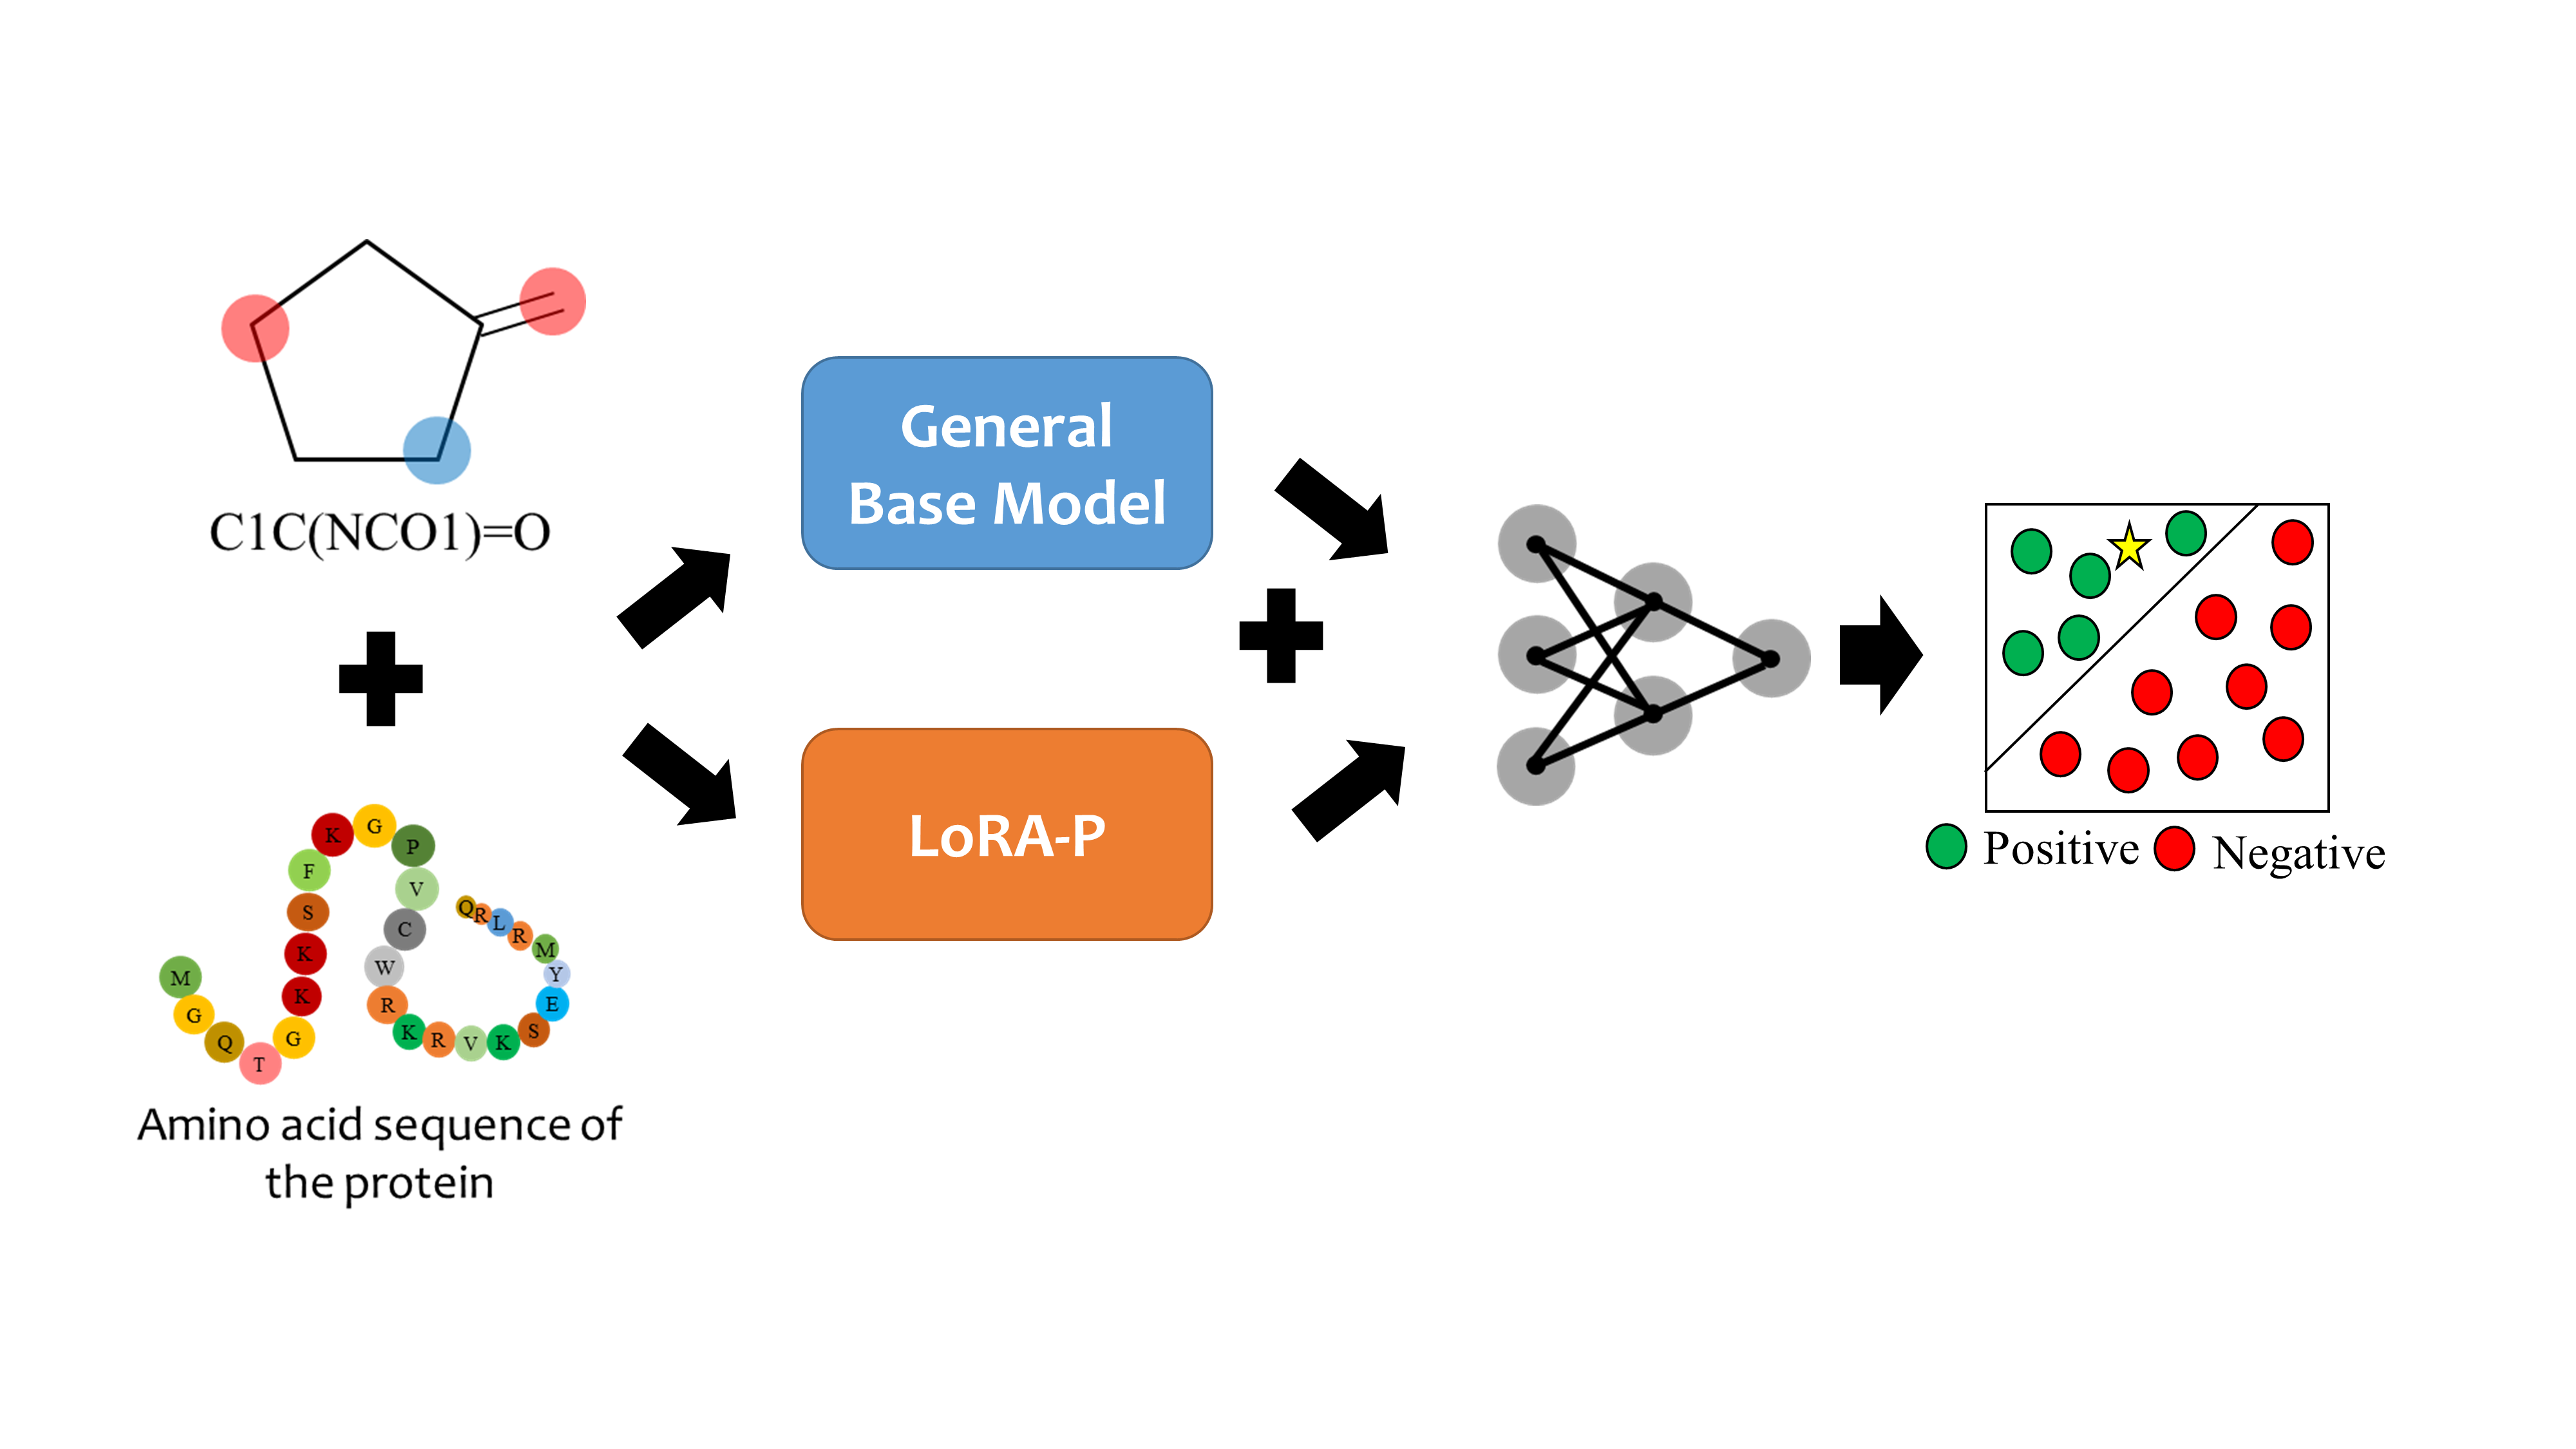 C1C(NCO1)=O
General
Base Model
LoRA-P
M
G
Q
T
G
K
K
S
F
K
G
P
V
C
W
R
K
R
V
K
S
E
Y
M
R
L
R
Q
Amino acid sequence of
the protein
Positive
Negative